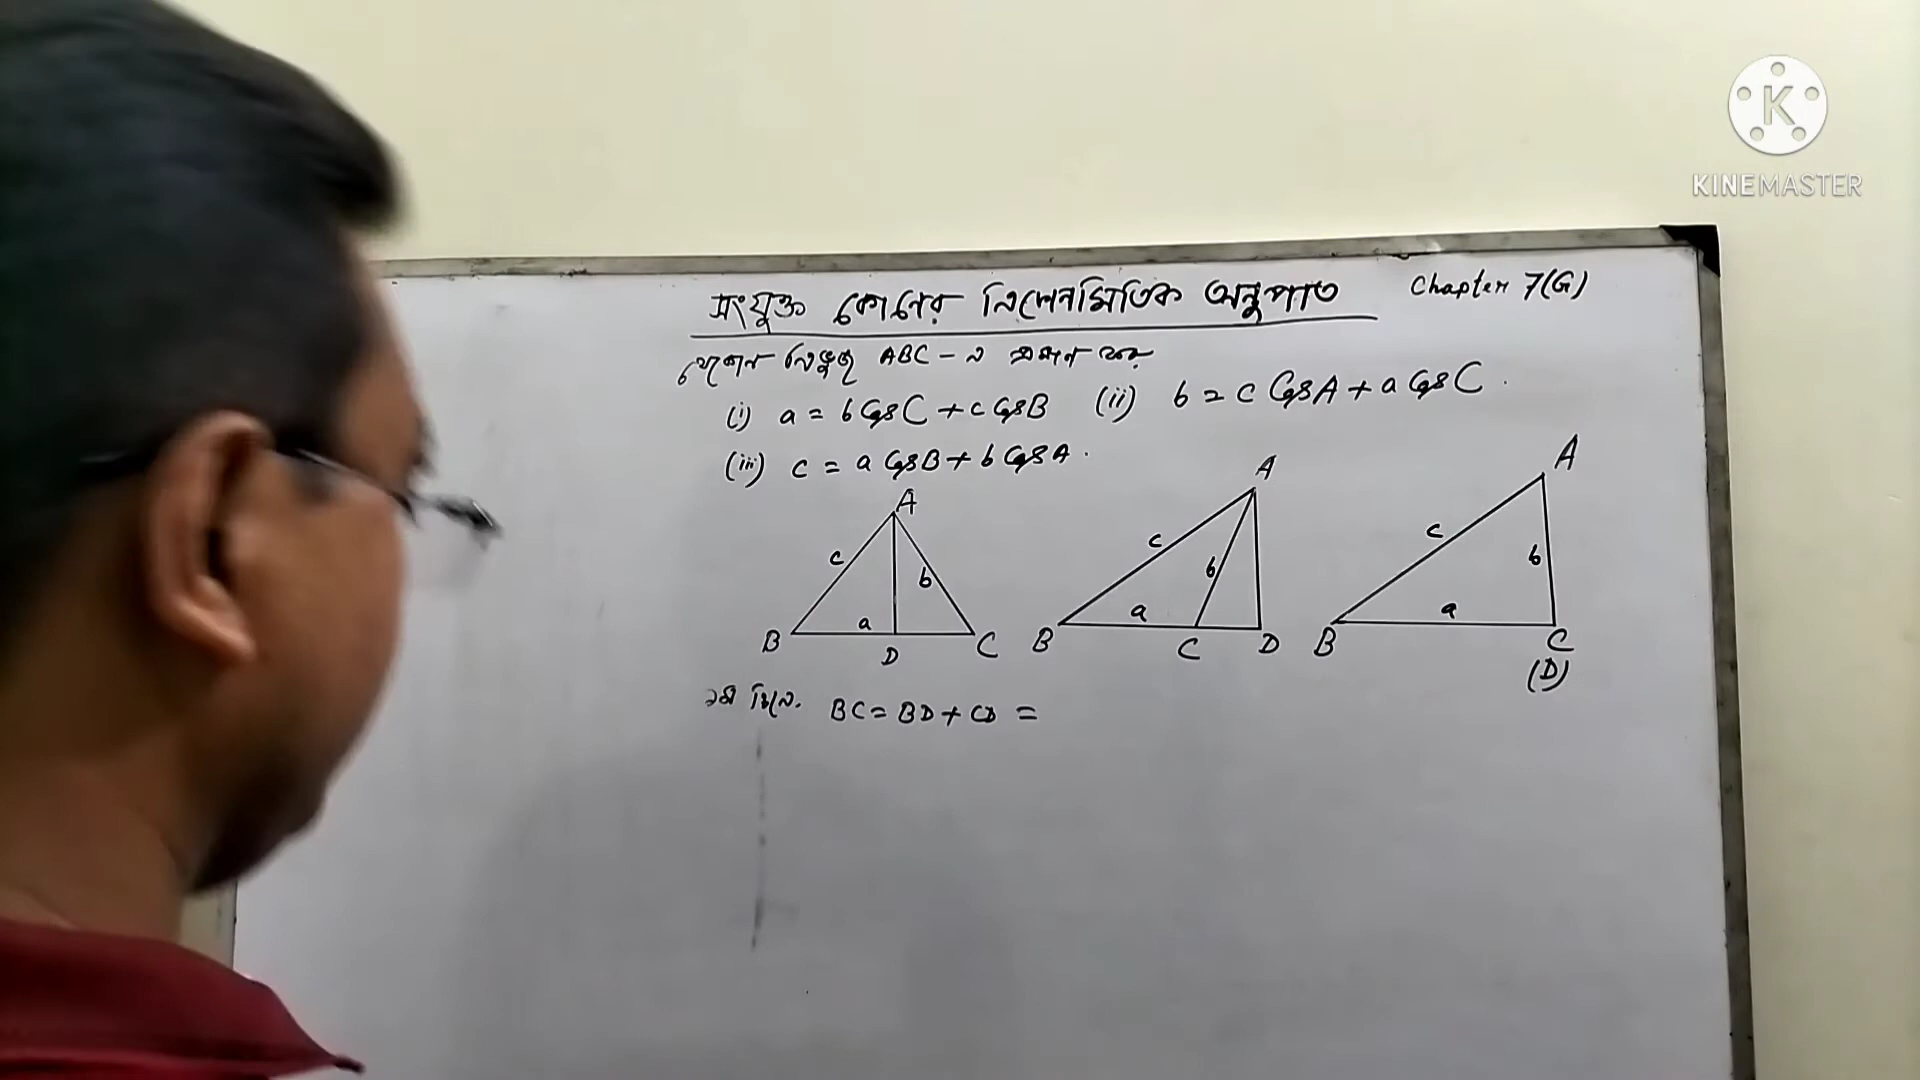 KINEMASTER
সংযুক্ত কোণের ত্রিকোনমিতিক অনুপাত Chapter 7(G)
যেকোন ত্রিভুজ ABC - এ প্রমাণ কর
(i) a = b Cos C + c Cos B (ii) b = c Cos A + a Cos C .
(iii) c = a Cos B + b Cos A .
A
c b
B a D C
A
c b
B a C D
A
c b
B a C
(D)
১ম চিত্রে. BC = BD + CD =